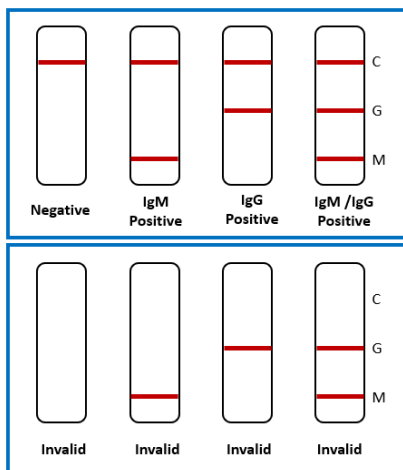 C
G
M
Negative
IgM
Positive
IgG
Positive
IgM /IgG
Positive
C
G
M
Invalid
Invalid
Invalid
Invalid